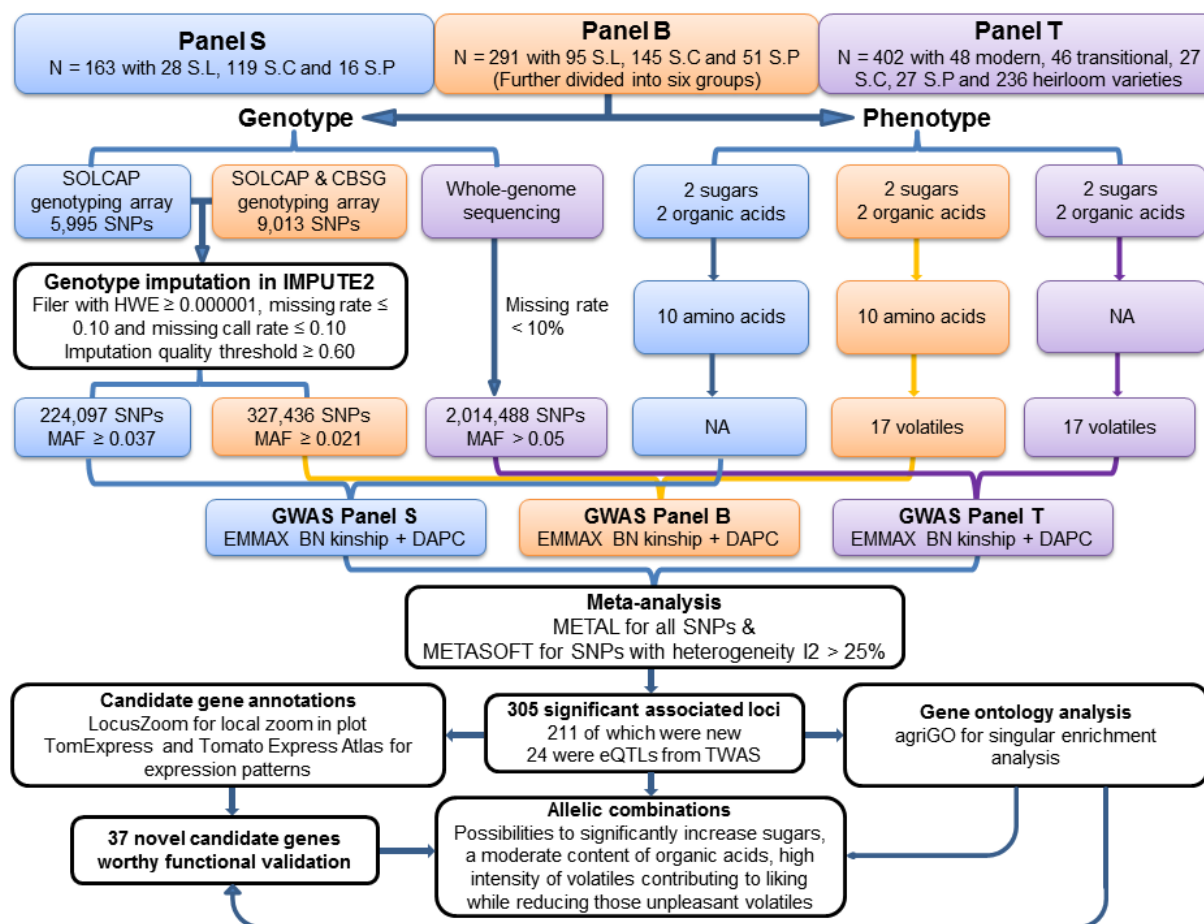 Panel S
N = 163 with 28 S.L, 119 S.C and 16 S.P
Panel B
N = 291 with 95 S.L, 145 S.C and 51 S.P
(Further divided into six groups)
Panel T
N = 402 with 48 modern, 46 transitional, 27
S.C, 27 S.P and 236 heirloom varieties
Genotype
Phenotype
SOLCAP
genotyping array
5,995 SNPs
SOLCAP & CBSG
genotyping array
9,013 SNPs
Whole-genome
sequencing
2 sugars
2 organic acids
2 sugars
2 organic acids
2 sugars
2 organic acids
Genotype imputation in IMPUTE2
Filer with HWE ≥ 0.000001, missing rate ≤
0.10 and missing call rate ≤ 0.10
Imputation quality threshold ≥ 0.60
Missing rate
< 10%
10 amino acids
10 amino acids
NA
224,097 SNPs
MAF ≥ 0.037
327,436 SNPs
MAF ≥ 0.021
2,014,488 SNPs
MAF > 0.05
NA
17 volatiles
17 volatiles
GWAS Panel S
EMMAX BN kinship + DAPC
GWAS Panel B
EMMAX BN kinship + DAPC
GWAS Panel T
EMMAX BN kinship + DAPC
Meta-analysis
METAL for all SNPs &
METASOFT for SNPs with heterogeneity I2 > 25%
Candidate gene annotations
LocusZoom for local zoom in plot
TomExpress and Tomato Express Atlas for
expression patterns
305 significant associated loci
211 of which were new
24 were eQTLs from TWAS
Gene ontology analysis
agriGO for singular enrichment
analysis
37 novel candidate genes
worthy functional validation
Allelic combinations
Possibilities to significantly increase sugars,
a moderate content of organic acids, high
intensity of volatiles contributing to liking
while reducing those unpleasant volatiles